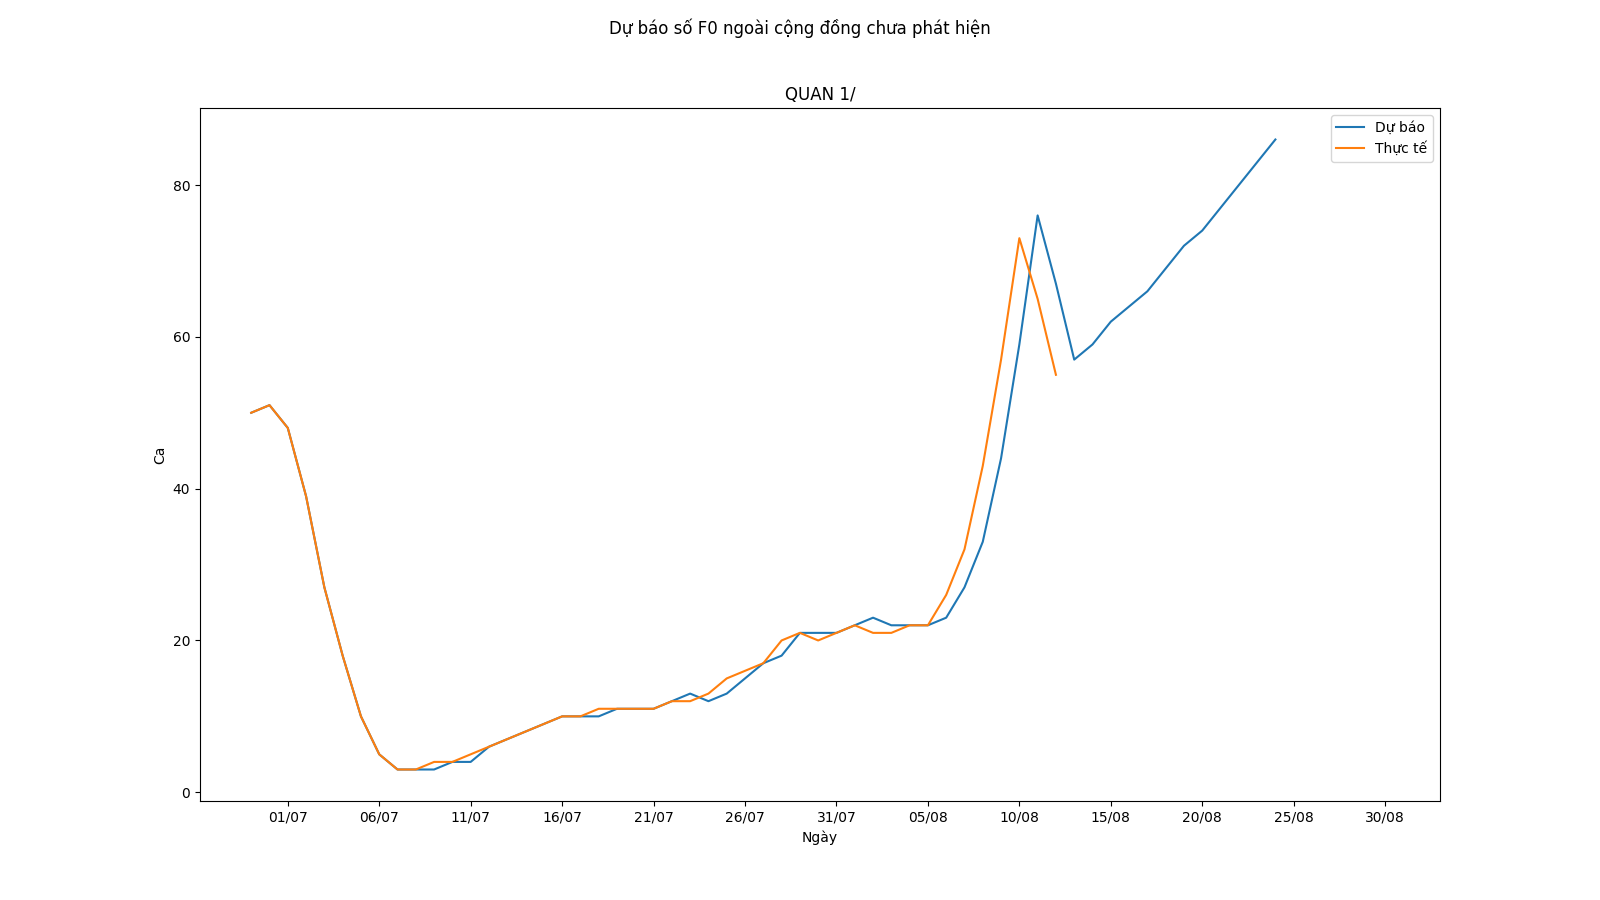 Dự báo số F0 ngoài cộng đồng chưa phát hiện
QUAN 1/
Dự báo
Thực tế
80
60
40
20
0
Ca
01/07 06/07 11/07 16/07 21/07 26/07 31/07 05/08 10/08 15/08 20/08 25/08 30/08
Ngày